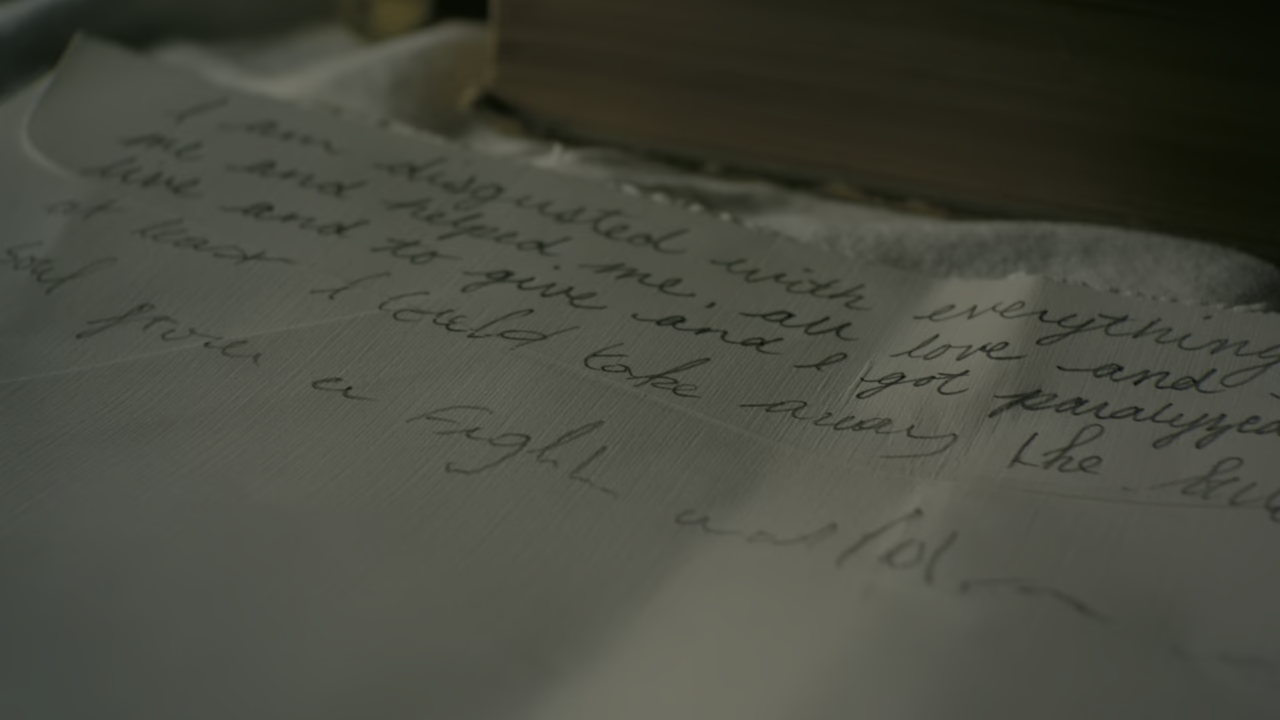 I am disgusted with everything
me and helped me, all love and
live and to give and I got paralyzed
at least I could take away the
soul from a Fight